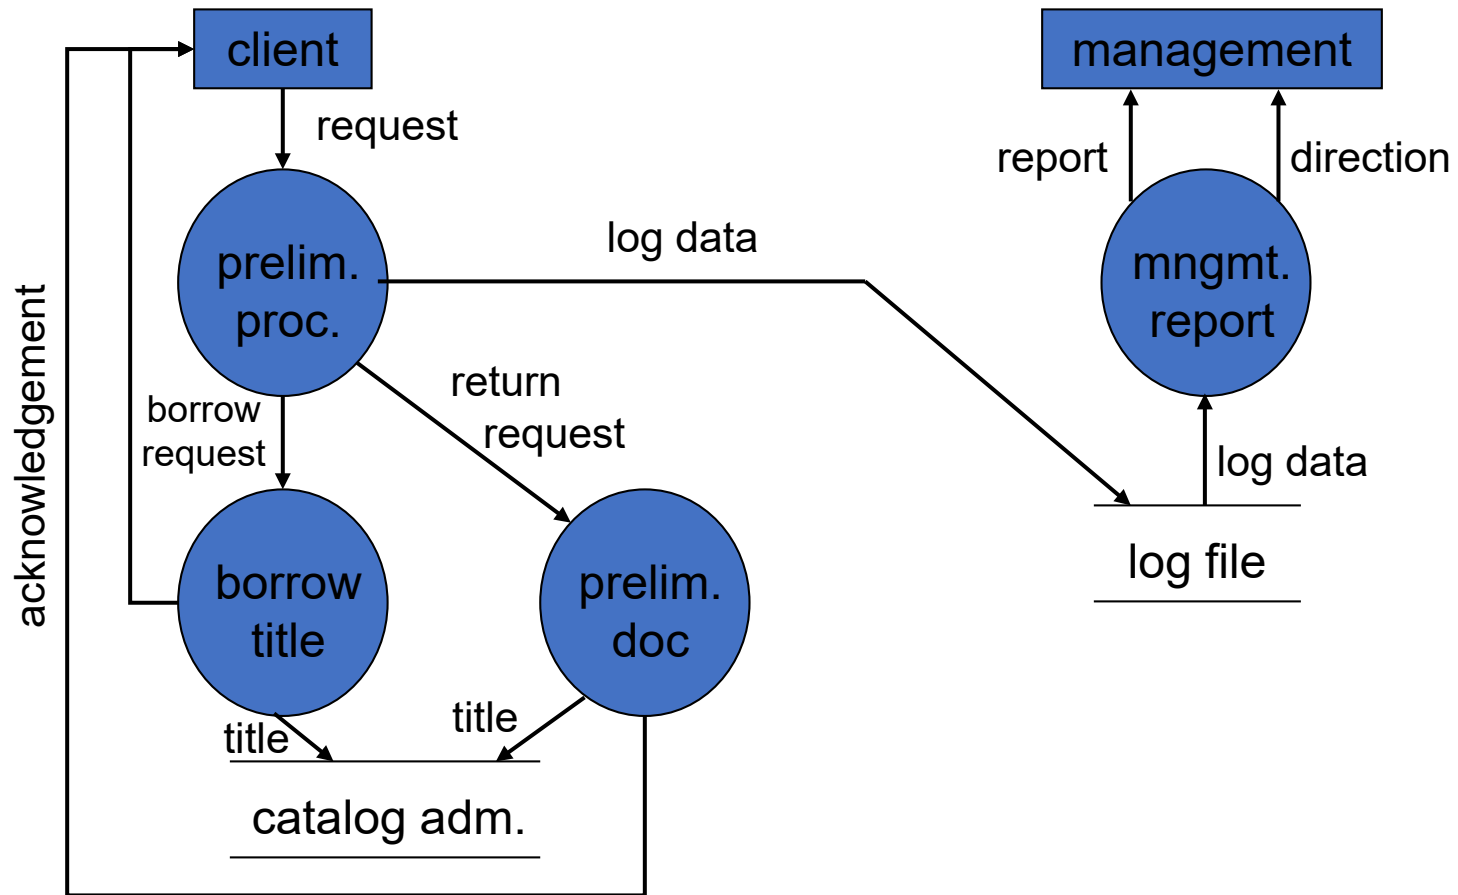 client
management
request
report
direction
prelim.
proc.
log data
mngmt.
report
acknowledgement
borrow
request
return
request
log data
borrow
title
prelim.
doc
log file
title
title
catalog adm.